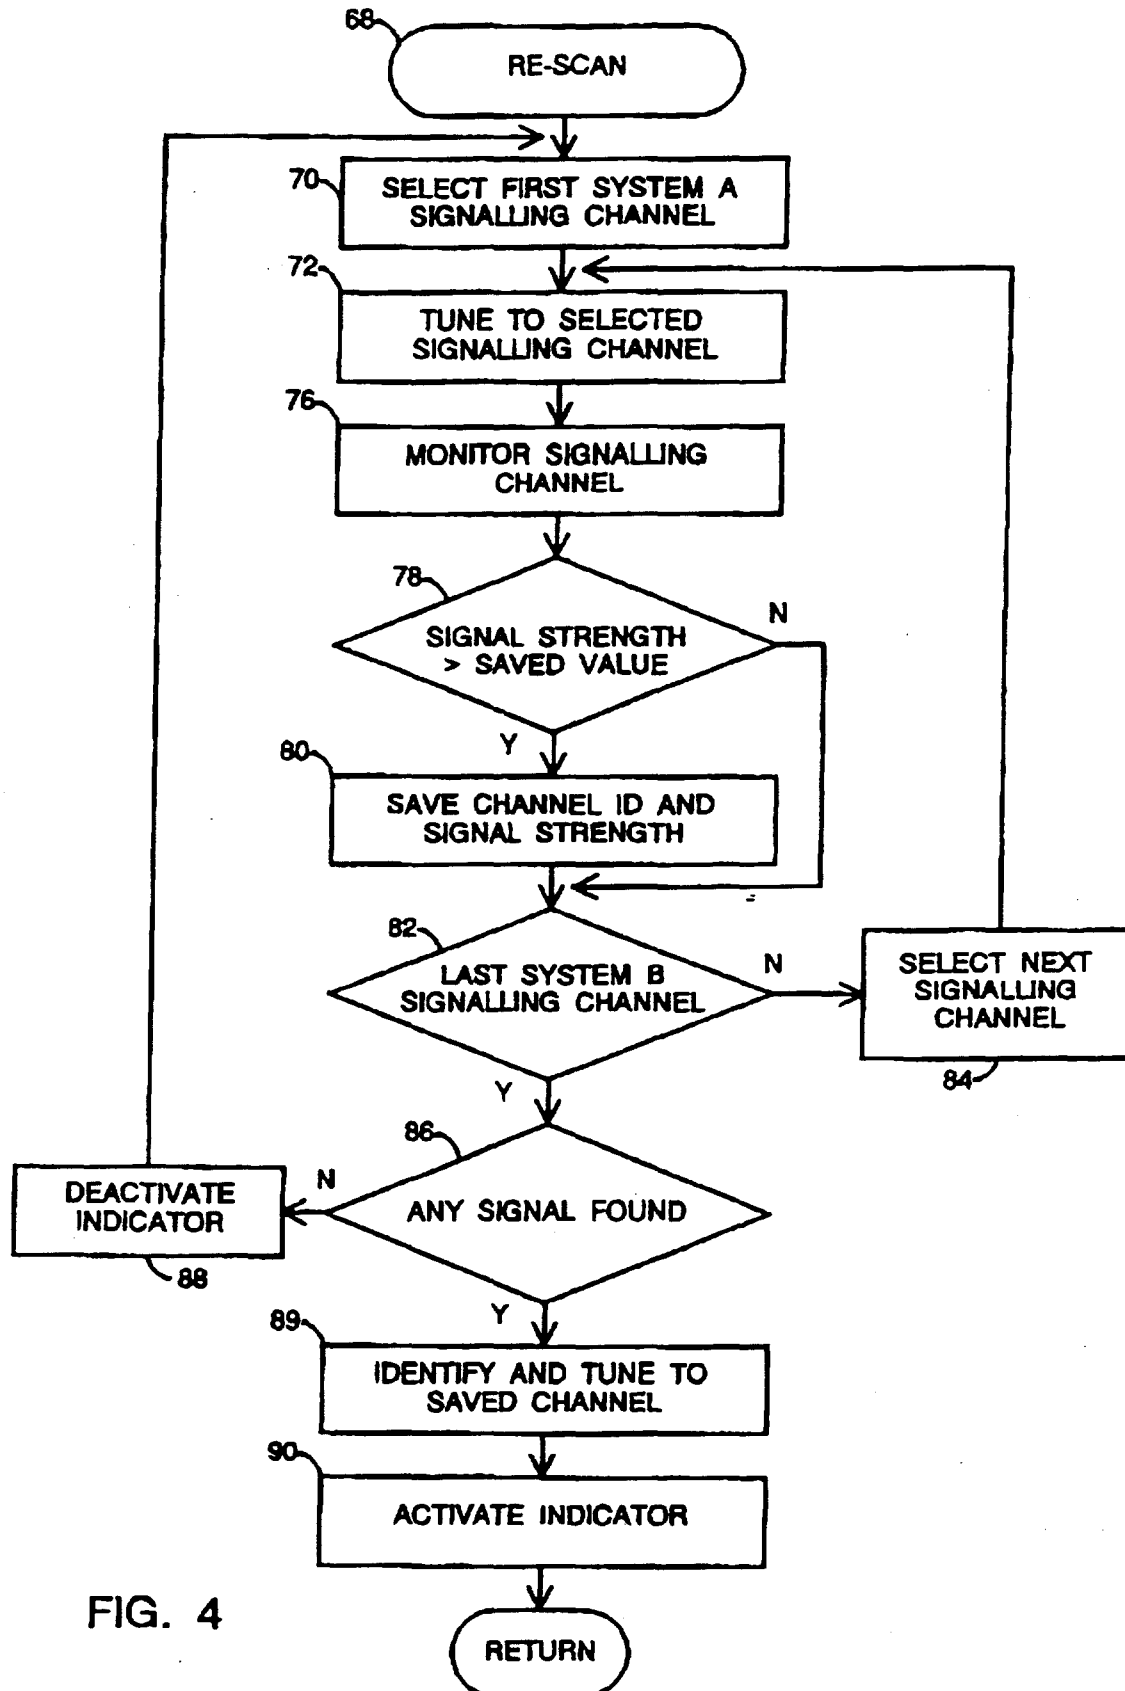 68
RE-SCAN
70
SELECT FIRST SYSTEM A
SIGNALLING CHANNEL
72
TUNE TO SELECTED
SIGNALLING CHANNEL
76
MONITOR SIGNALLING
CHANNEL
78
N
SIGNAL STRENGTH
> SAVED VALUE
Y
80
SAVE CHANNEL ID AND
SIGNAL STRENGTH
82
LAST SYSTEM B
SIGNALLING CHANNEL
N
SELECT NEXT
SIGNALLING
CHANNEL
84
Y
86
ANY SIGNAL FOUND
N
DEACTIVATE
INDICATOR
88
Y
89
IDENTIFY AND TUNE TO
SAVED CHANNEL
90
ACTIVATE INDICATOR
FIG. 4
RETURN